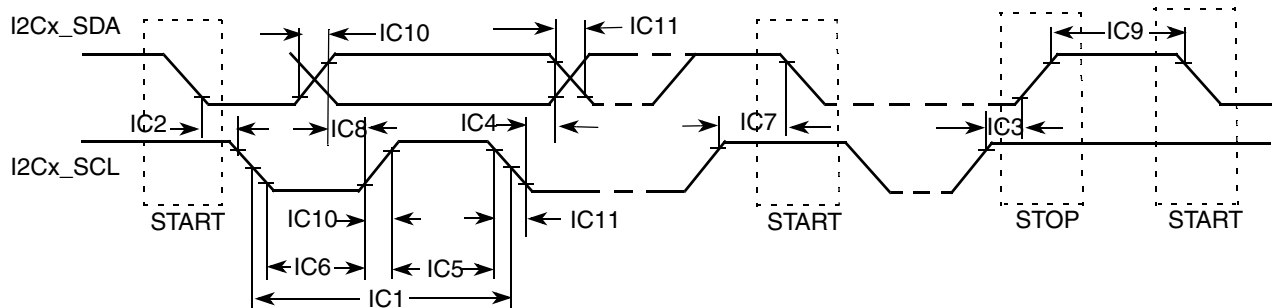 I2Cx_SDA
IC10
IC11
IC9
IC2
IC8
IC4
IC7
IC3
I2Cx_SCL
START
IC10
IC11
START
STOP
START
IC6
IC5
IC1